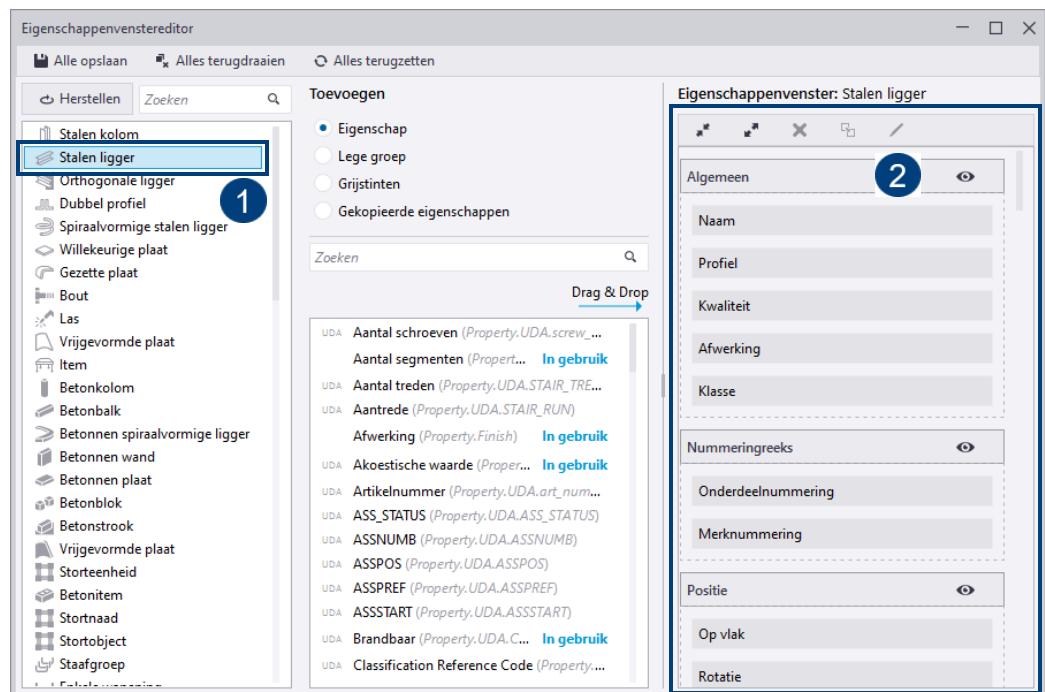 Eigenschappenvenstereditor
Alle opslaan
Alles terugdraaien
Alles terugzetten
Herstellen
Zoeken
Stalen kolom
Stalen ligger
Orthogonale ligger
1
Dubbel profiel
Spiraalvormige stalen ligger
Willekeurige plaat
Gezette plaat
Bout
Las
Vrijgevormde plaat
Item
Betonkolom
Betonbalk
Betonnen spiraalvormige ligger
Betonnen wand
Betonnen plaat
Betonblok
Betonstrook
Vrijgevormde plaat
Storteenheid
Betonitem
Stortnaad
Stortobject
Staafgroep
Toevoegen
Eigenschap
Lege groep
Grijstinten
Gekopieerde eigenschappen
Zoeken
Drag & Drop
UDA Aantal schroeven (Property.UDA.screw_...
Aantal segmenten (Propert... In gebruik
UDA Aantal treden (Property.UDA.STAIR_TRE...
UDA Aantrede (Property.UDA.STAIR_RUN)
Afwerking (Property.Finish) In gebruik
UDA Akoestische waarde (Proper... In gebruik
UDA Artikelnummer (Property.UDA.art_num...
UDA ASS_STATUS (Property.UDA.ASS_STATUS)
UDA ASSNUMB (Property.UDA.ASSNUMB)
UDA ASSPOS (Property.UDA.ASSPOS)
UDA ASSPREF (Property.UDA.ASSPREF)
UDA ASSSTART (Property.UDA.ASSSTART)
UDA Brandbaar (Property.UDA.C... In gebruik
UDA Classification Reference Code (Property....
Eigenschappenvenster: Stalen ligger
Algemeen
2
Naam
Profiel
Kwaliteit
Afwerking
Klasse
Nummeringreeks
Onderdeelnummering
Merknummering
Positie
Op vlak
Rotatie